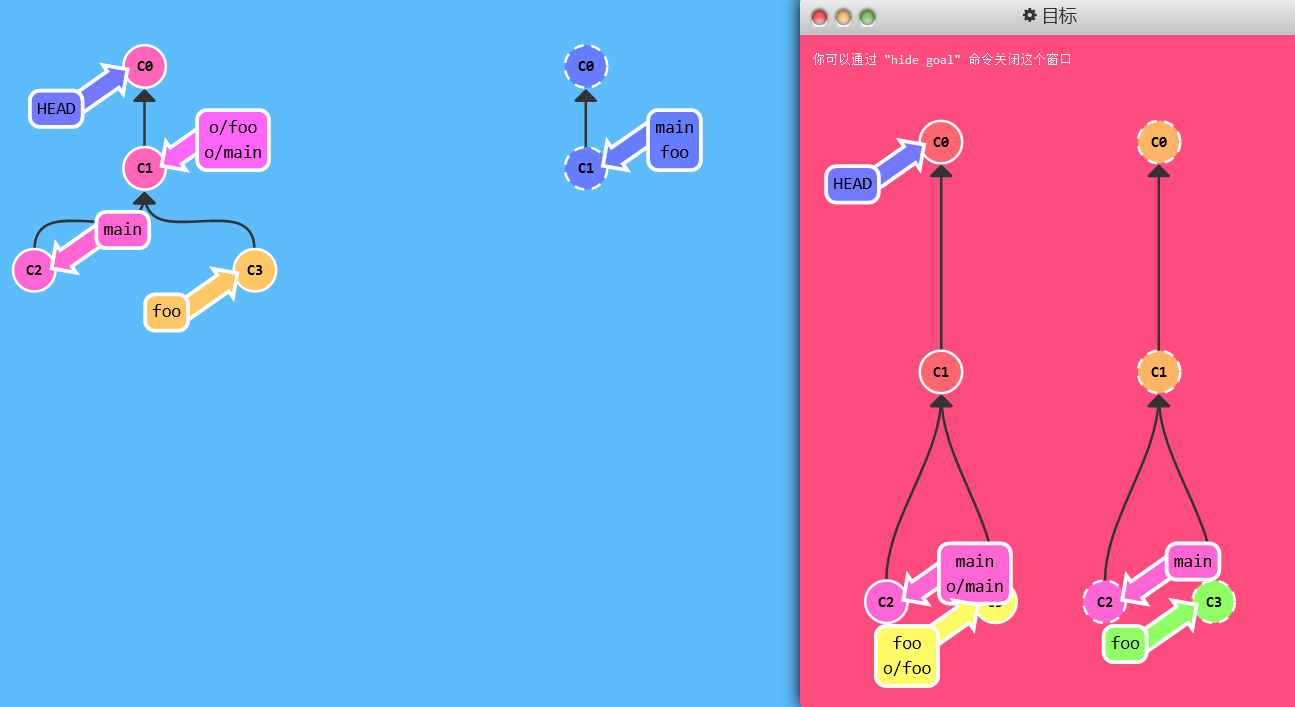 C0
HEAD
o/foo
o/main
C1
main
C2
C3
foo
C0
main
foo
C1
目标
你可以通过 "hide goal" 命令关闭这个窗口
C0
HEAD
C1
main
o/main
C2
foo
o/foo
C0
C1
main
C2
C3
foo